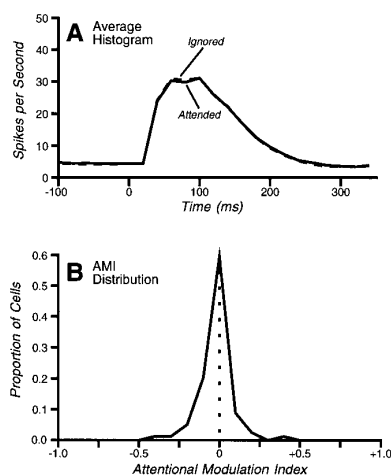 A Average
Histogram
Ignored
Attended
Spikes per Second
50
40
30
20
10
0
-100 0 100 200 300
Time (ms)
B AMI
Distribution
Proportion of Cells
0.6
0.5
0.4
0.3
0.2
0.1
0.0
-1.0 -0.5 0 +0.5 +1.0
Attentional Modulation Index